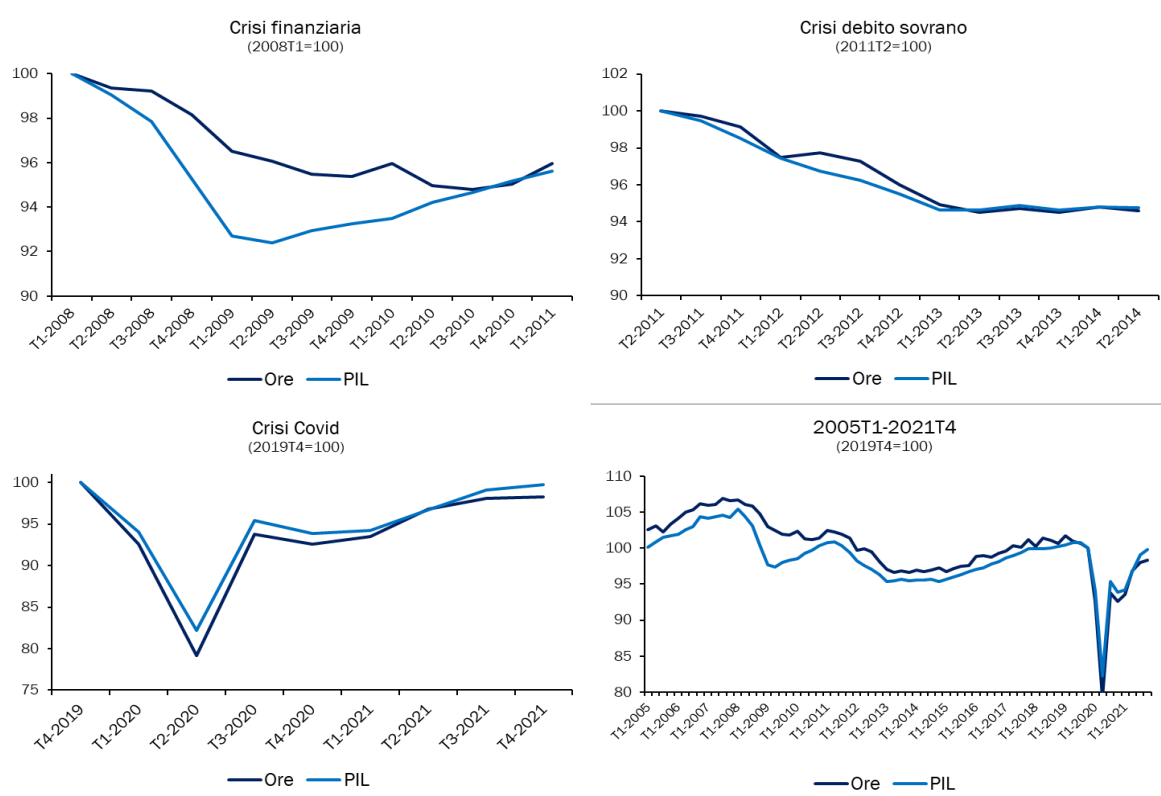 Crisi finanziaria
(2008T1=100)
100
98
96
94
92
90
T1-2008
T2-2008
T3-2008
T4-2008
T1-2009
T2-2009
T3-2009
T4-2009
T1-2010
T2-2010
T3-2010
T4-2010
T1-2011
Ore PIL
Crisi debito sovrano
(2011T2=100)
102
100
98
96
94
92
90
T2-2011
T3-2011
T4-2011
T1-2012
T2-2012
T3-2012
T4-2012
T1-2013
T2-2013
T3-2013
T4-2013
T1-2014
T2-2014
Ore PIL
Crisi Covid
(2019T4=100)
100
95
90
85
80
75
T4-2019
T1-2020
T2-2020
T3-2020
T4-2020
T1-2021
T2-2021
T3-2021
T4-2021
Ore PIL
2005T1-2021T4
(2019T4=100)
110
105
100
95
90
85
80
T1-2005
T1-2006
T1-2007
T1-2008
T1-2009
T1-2010
T1-2011
T1-2012
T1-2013
T1-2014
T1-2015
T1-2016
T1-2017
T1-2018
T1-2019
T1-2020
T1-2021
Ore PIL